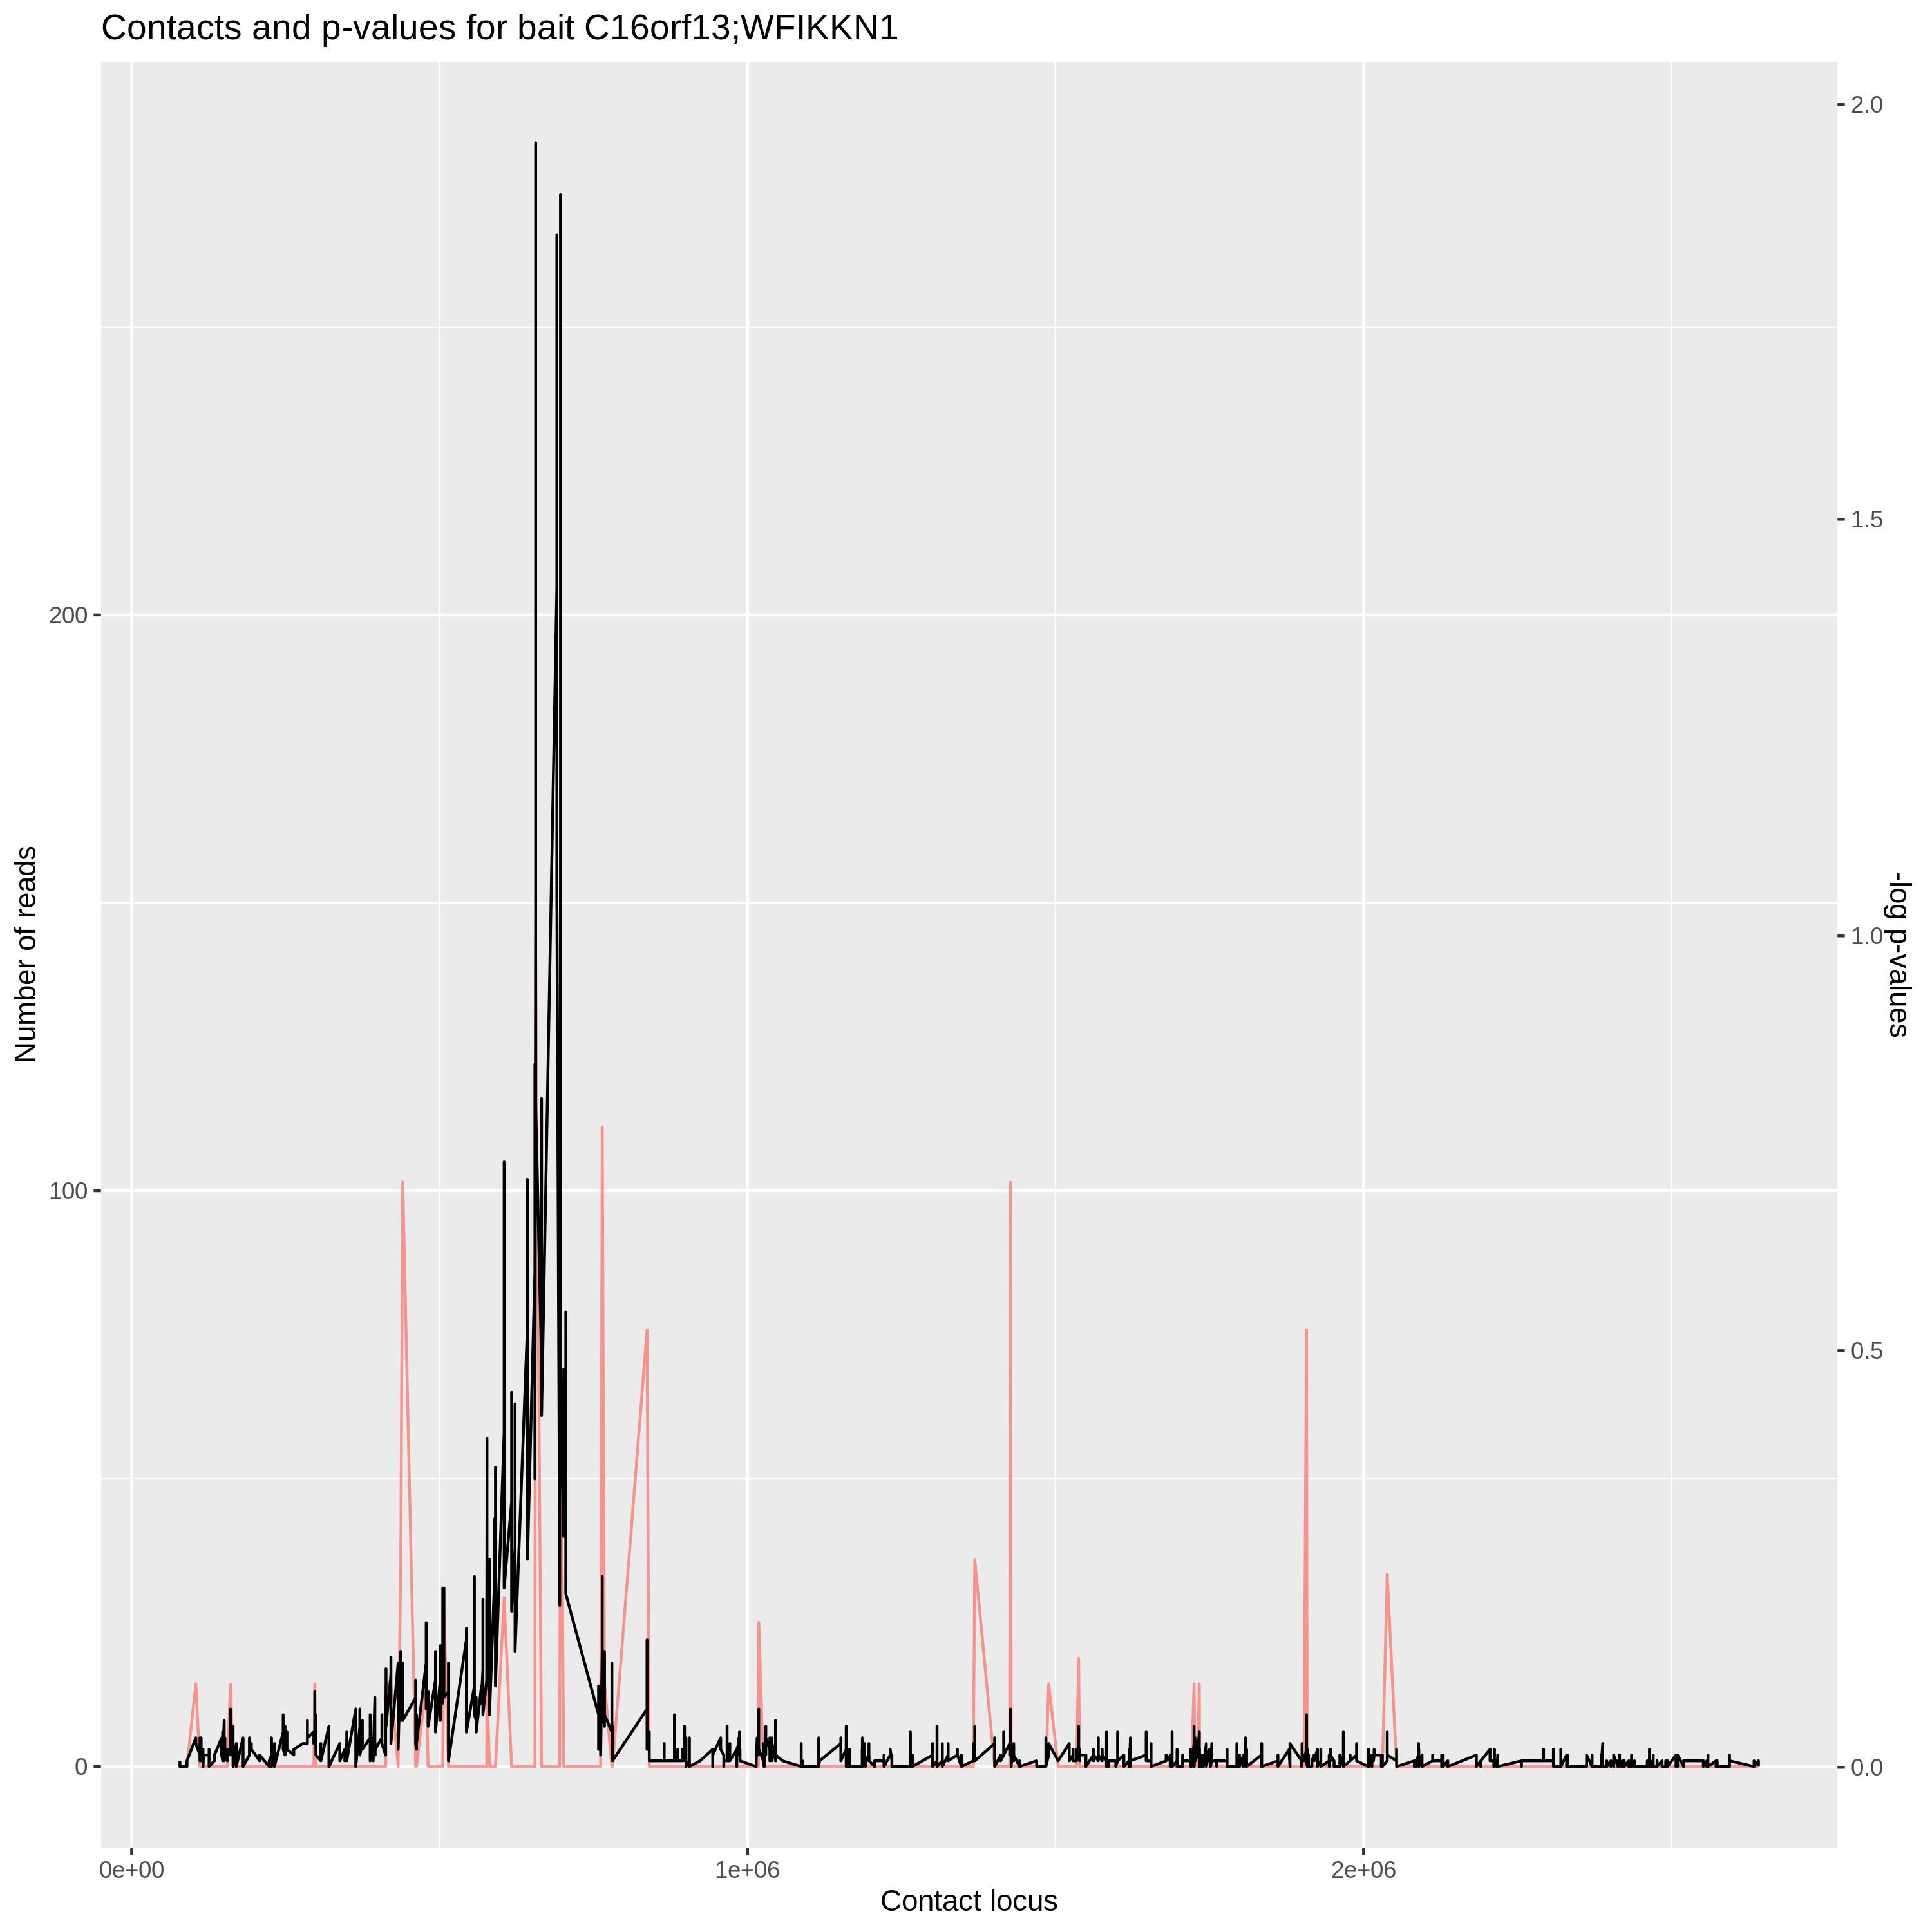 Contacts and p-values for bait C16orf13;WFIKKN1
2.0
1.5
200
1.0
Number of reads
-log p-values
100
0.5
0
0.0
0e+00
1e+06
2e+06
Contact locus